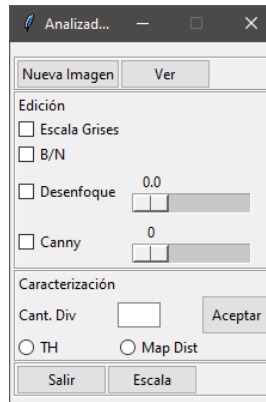 Analizad...
Nueva Imagen Ver
Edición
Escala Grises
B/N
0.0
Desenfoque
0
Canny
Caracterización
Cant. Div Aceptar
TH Map Dist
Salir Escala